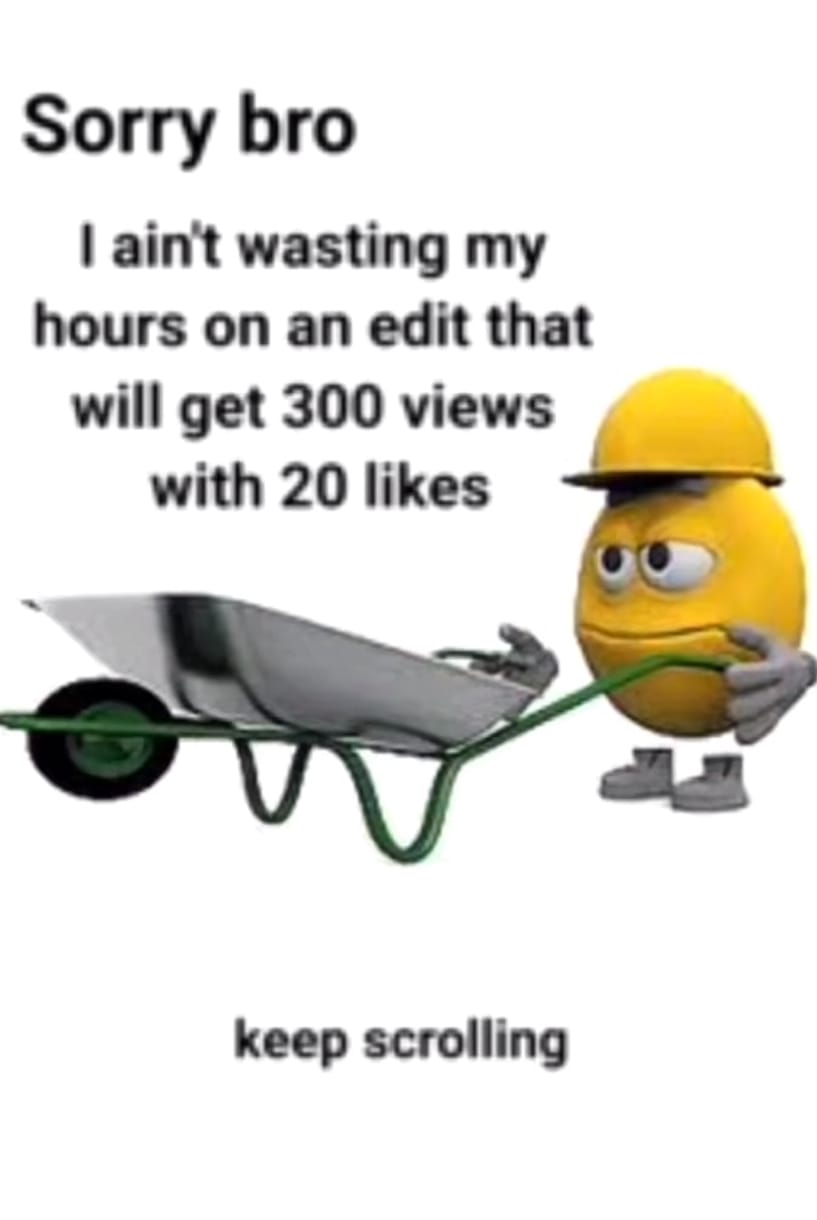 Sorry bro
I ain't wasting my
hours on an edit that
will get 300 views
with 20 likes
keep scrolling